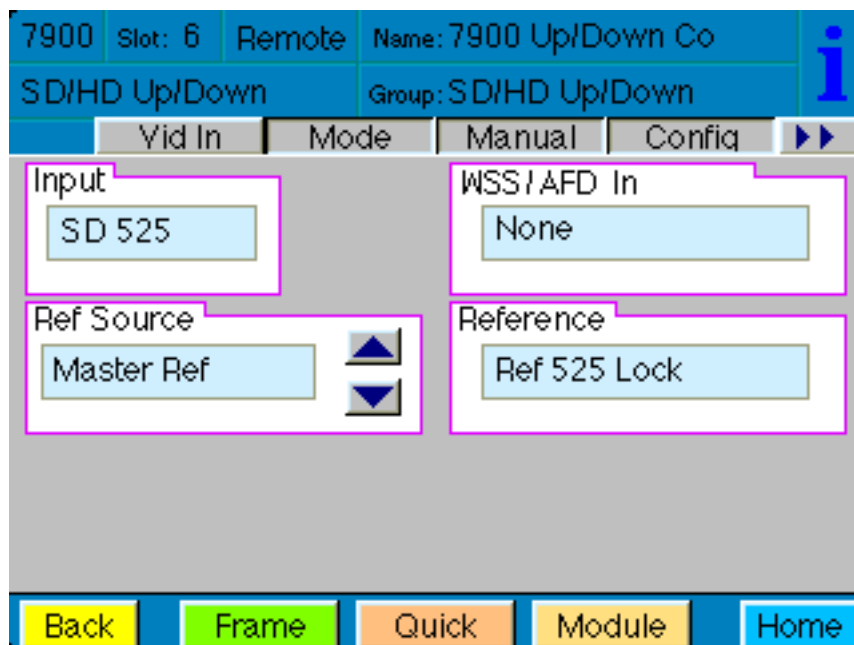 7900 Slot: 6 Remote Name: 7900 Up/Down Co i
SD/HD Up/Down Group: SD/HD Up/Down
Vid In Mode Manual Config
Input WSS/AFD In
SD 525 None
Ref Source Reference
Master Ref Ref 525 Lock
Back Frame Quick Module Home